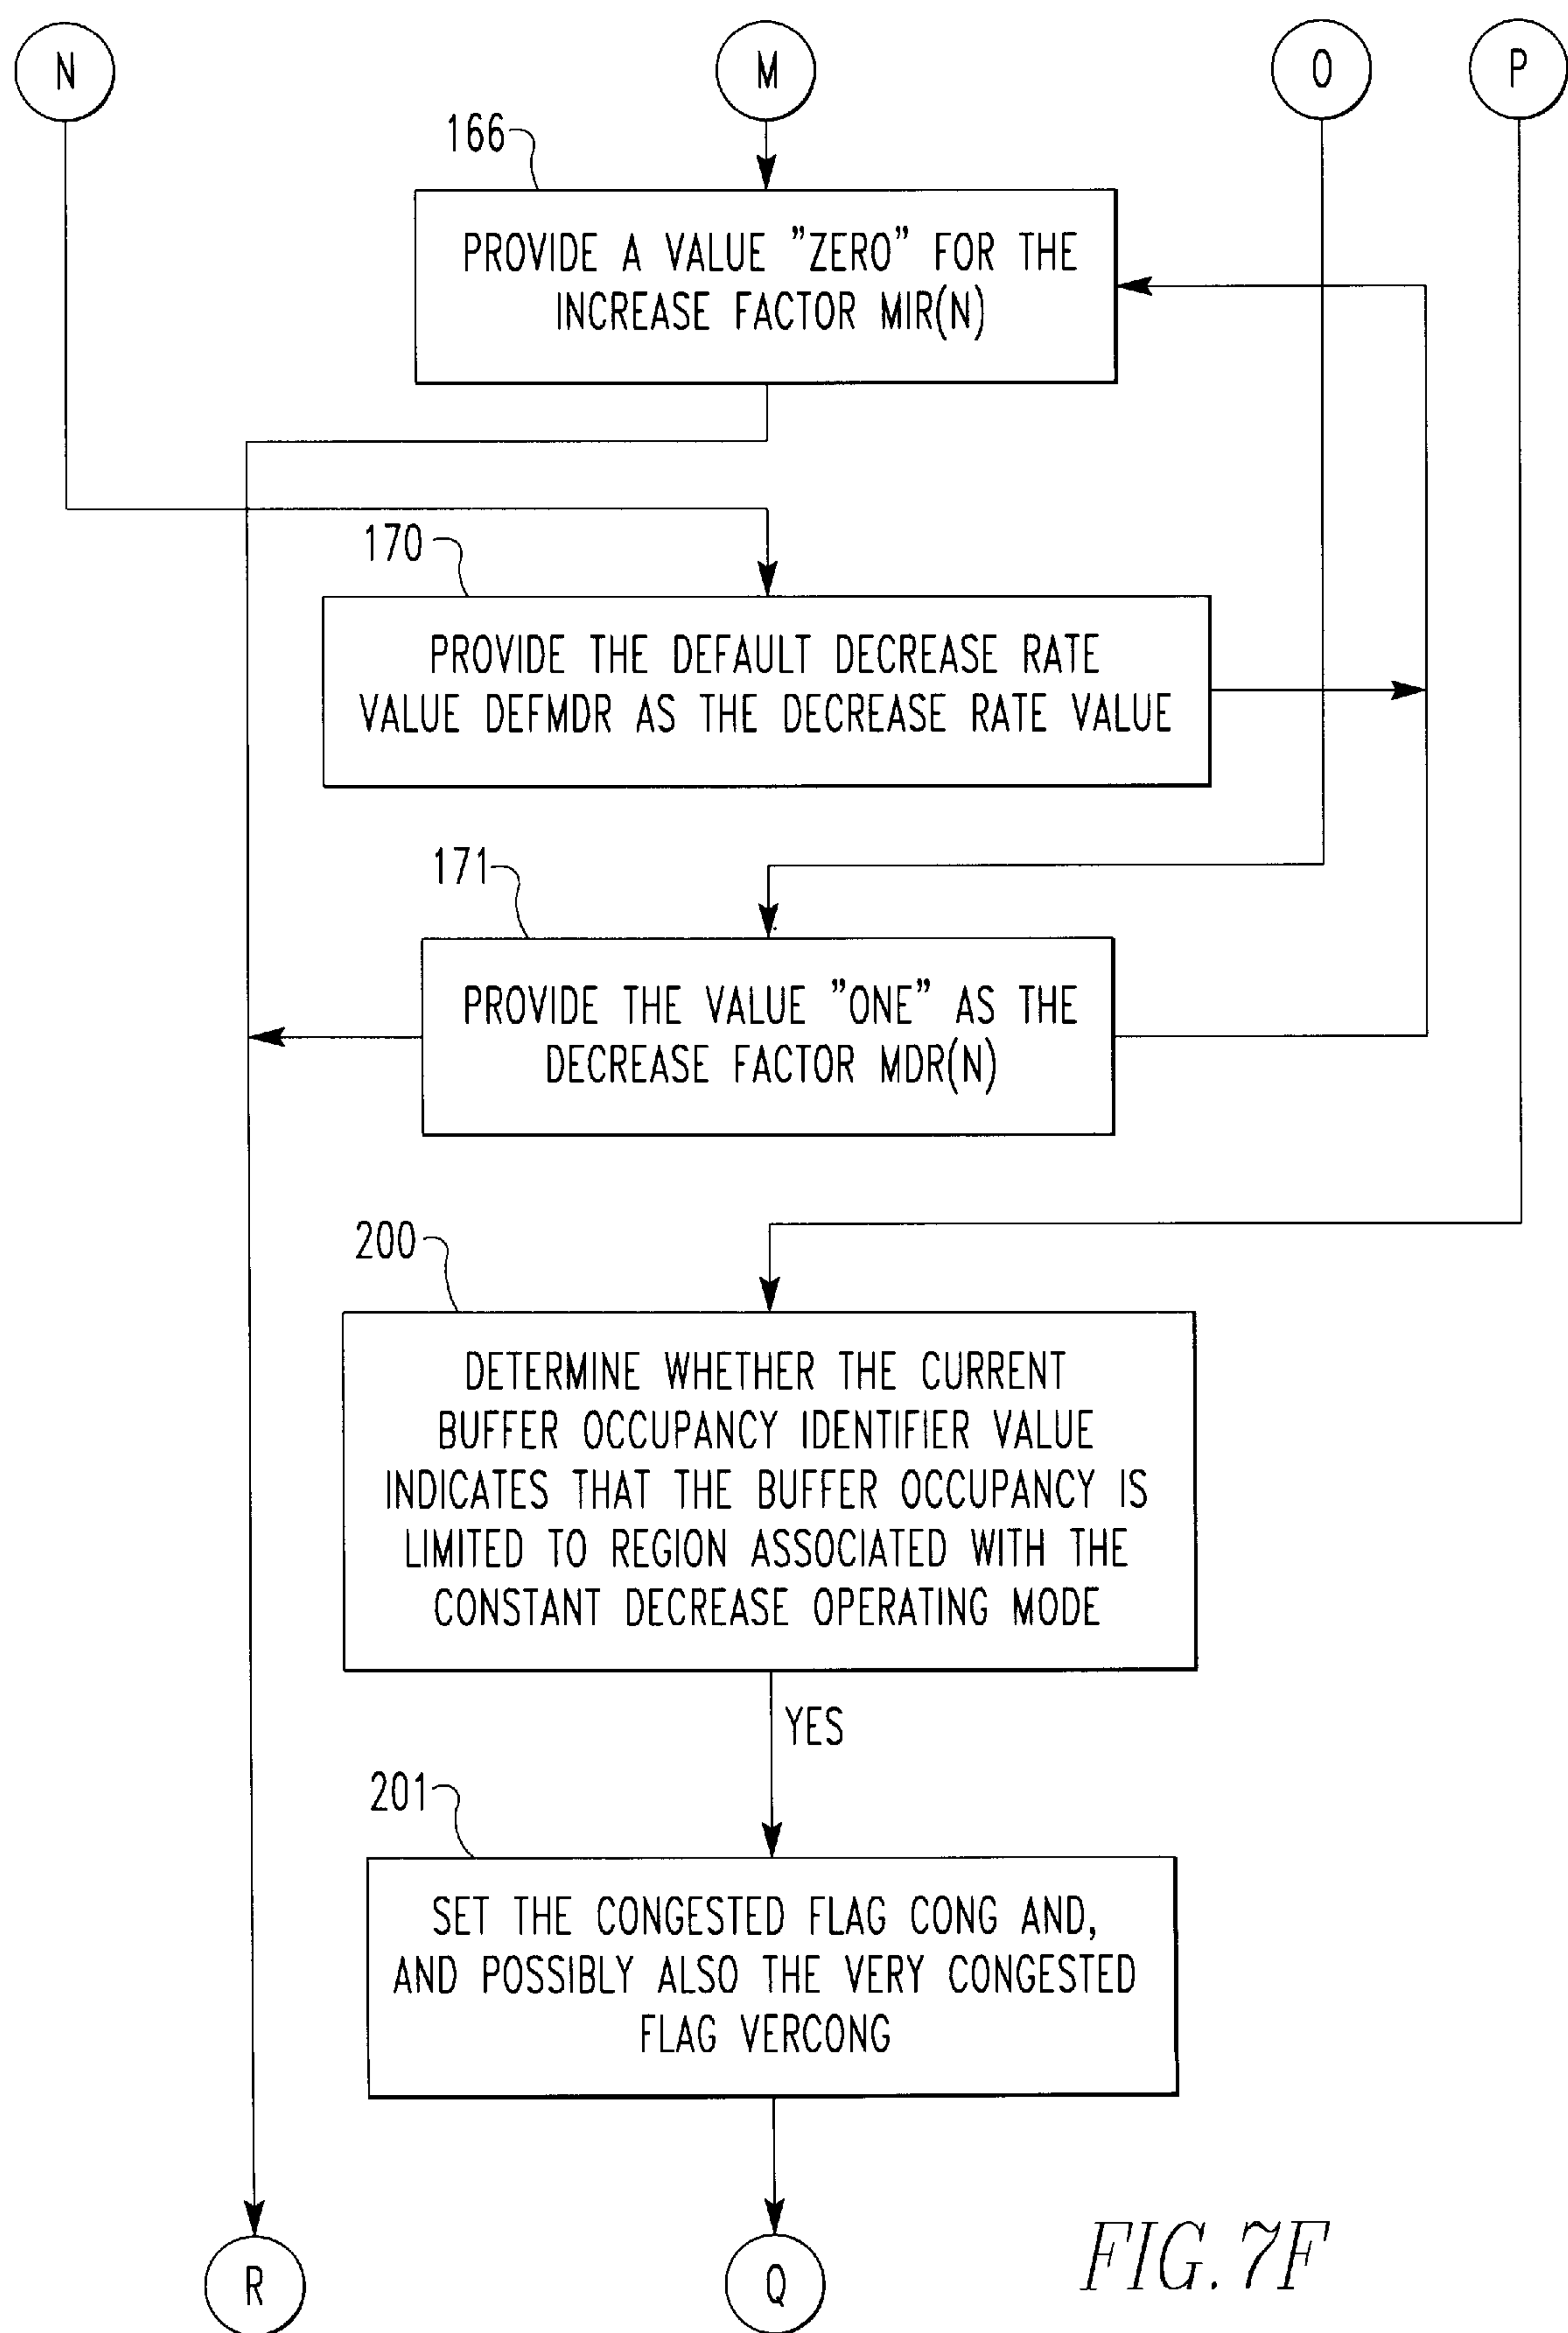 N
M
O
P
166
PROVIDE A VALUE "ZERO" FOR THE
INCREASE FACTOR MIR(N)
170
PROVIDE THE DEFAULT DECREASE RATE
VALUE DEFMDR AS THE DECREASE RATE VALUE
171
PROVIDE THE VALUE "ONE" AS THE
DECREASE FACTOR MDR(N)
200
DETERMINE WHETHER THE CURRENT
BUFFER OCCUPANCY IDENTIFIER VALUE
INDICATES THAT THE BUFFER OCCUPANCY IS
LIMITED TO REGION ASSOCIATED WITH THE
CONSTANT DECREASE OPERATING MODE
YES
201
SET THE CONGESTED FLAG CONG AND,
AND POSSIBLY ALSO THE VERY CONGESTED
FLAG VERCONG
R
Q
FIG. 7F